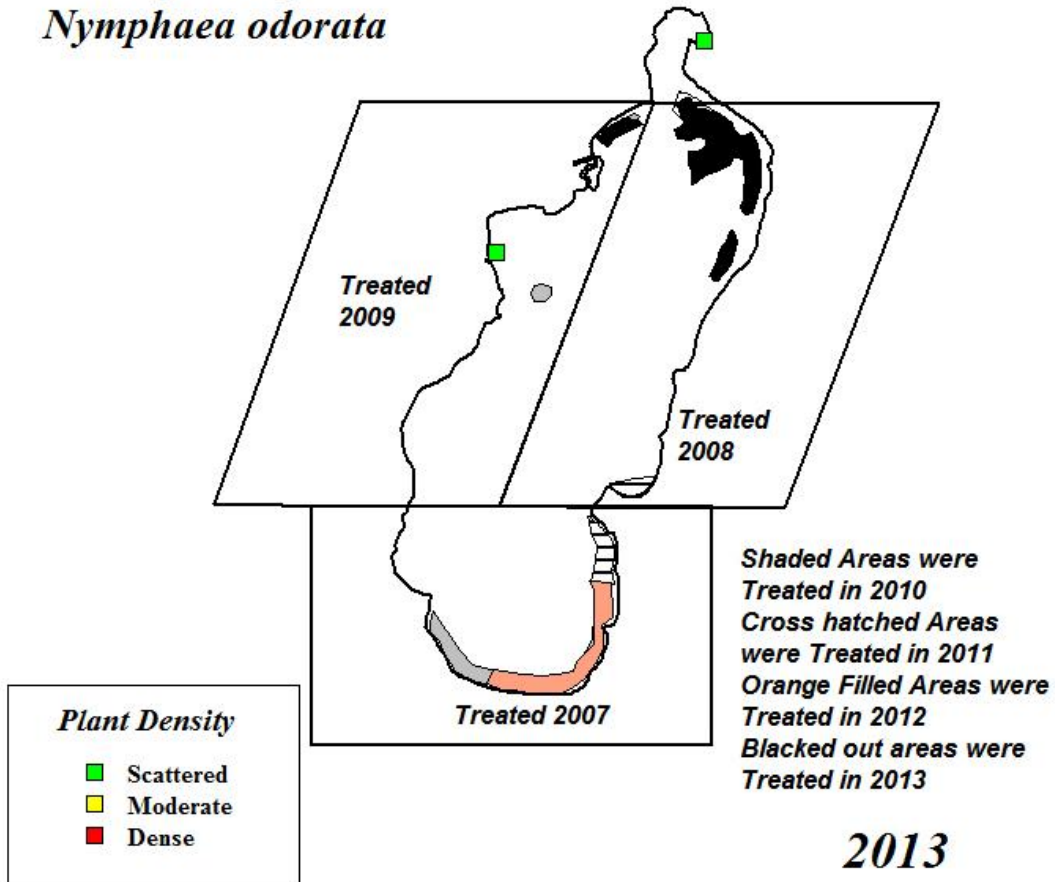 Nymphaea odorata
Treated
2009
Treated
2008
Shaded Areas were
Treated in 2010
Cross hatched Areas
were Treated in 2011
Orange Filled Areas were
Treated in 2012
Blacked out areas were
Treated in 2013
Treated 2007
Plant Density
Scattered
Moderate
Dense
2013